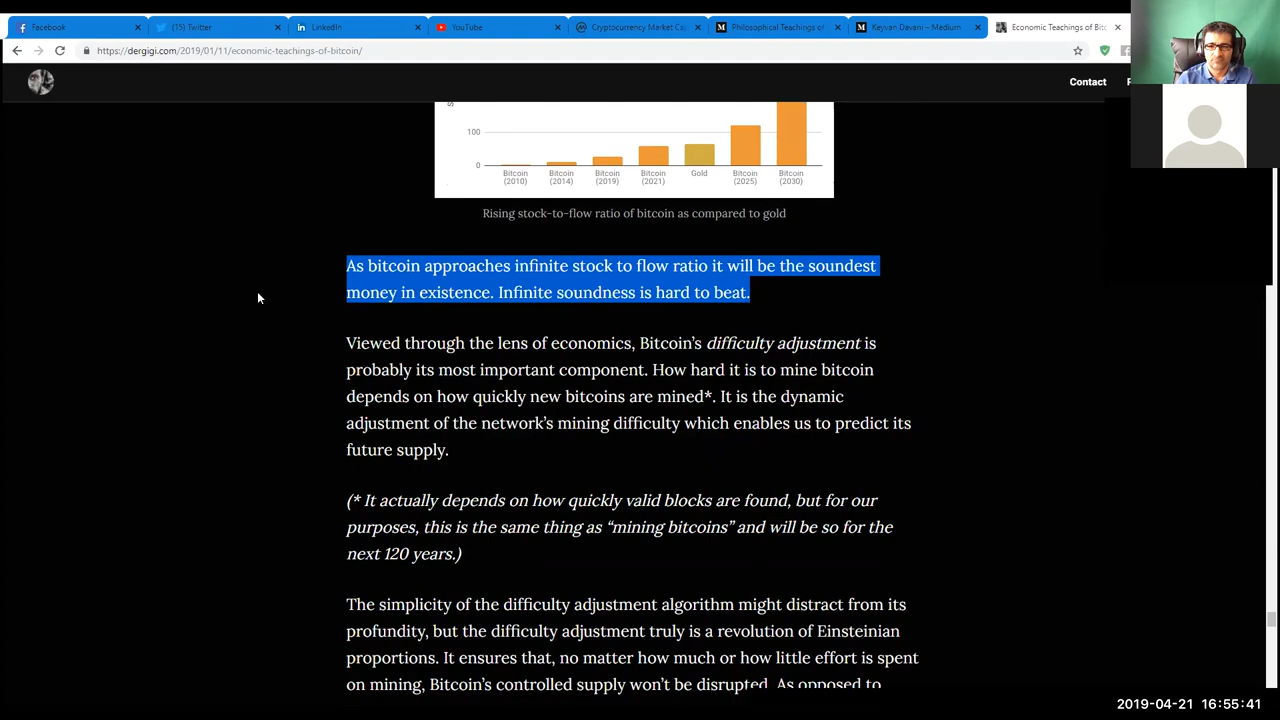 Facebook
(15) Twitter
LinkedIn
YouTube
Cryptocurrency Market Cap
Philosophical Teachings o
Keyvan Davani – Medium
Economic Teachings of Bit
https://dergigi.com/2019/01/11/economic-teachings-of-bitcoin/
Contact
100
0
Bitcoin (2010)
Bitcoin (2014)
Bitcoin (2019)
Bitcoin (2021)
Gold
Bitcoin (2025)
Bitcoin (2030)
Rising stock-to-flow ratio of bitcoin as compared to gold
As bitcoin approaches infinite stock to flow ratio it will be the soundest
money in existence. Infinite soundness is hard to beat.
Viewed through the lens of economics, Bitcoin’s difficulty adjustment is
probably its most important component. How hard it is to mine bitcoin
depends on how quickly new bitcoins are mined*. It is the dynamic
adjustment of the network’s mining difficulty which enables us to predict its
future supply.
(* It actually depends on how quickly valid blocks are found, but for our
purposes, this is the same thing as “mining bitcoins” and will be so for the
next 120 years.)
The simplicity of the difficulty adjustment algorithm might distract from its
profundity, but the difficulty adjustment truly is a revolution of Einsteinian
proportions. It ensures that, no matter how much or how little effort is spent
on mining, Bitcoin’s controlled supply won’t be disrupted. As opposed to
2019-04-21 16:55:41